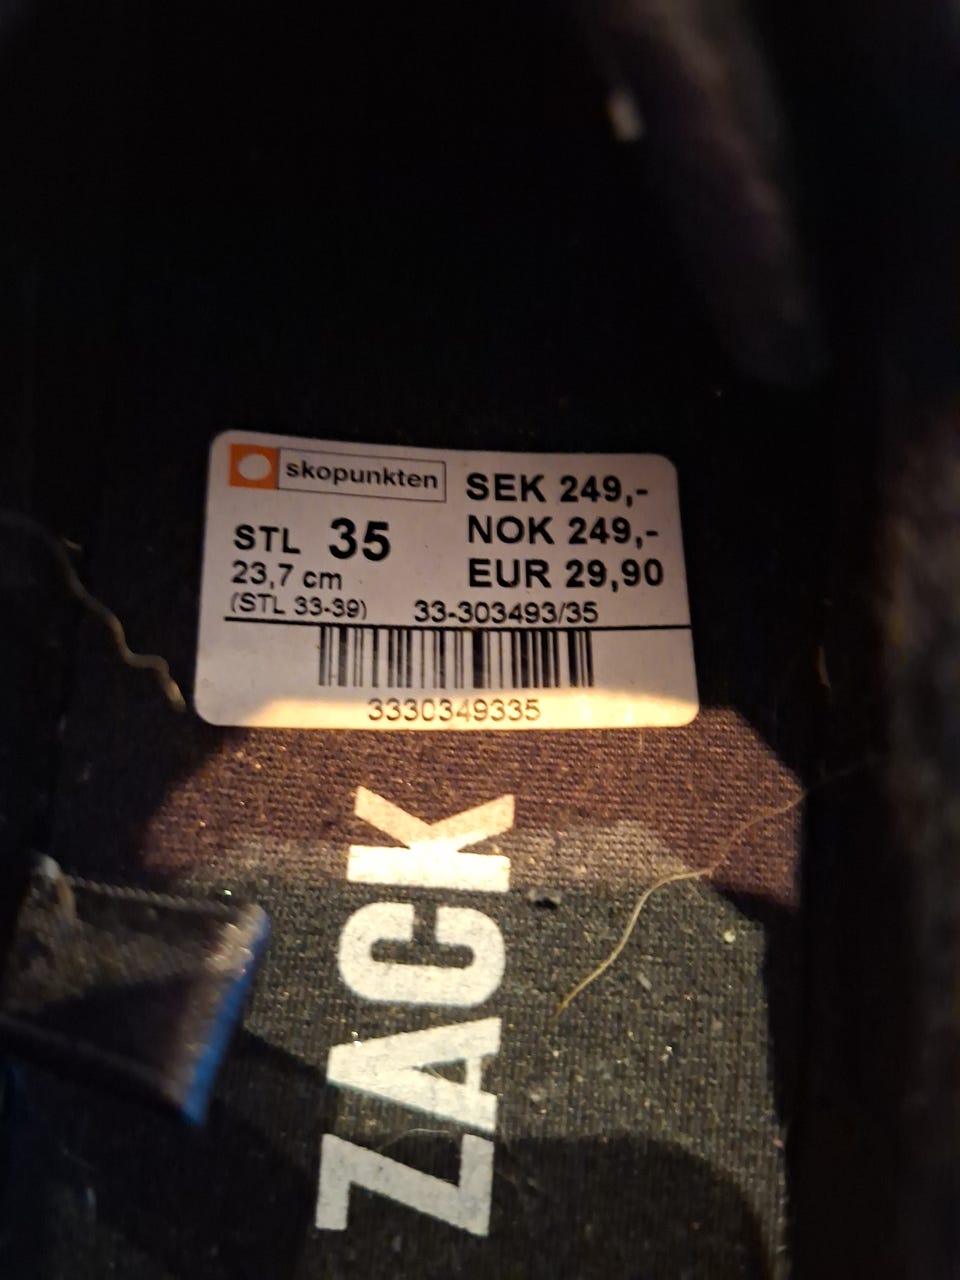 skopunkten
SEK 249,-
NOK 249,-
EUR 29,90
STL 35
23,7 cm
(STL 33-39) 33-303493/35
3330349335
ZACK